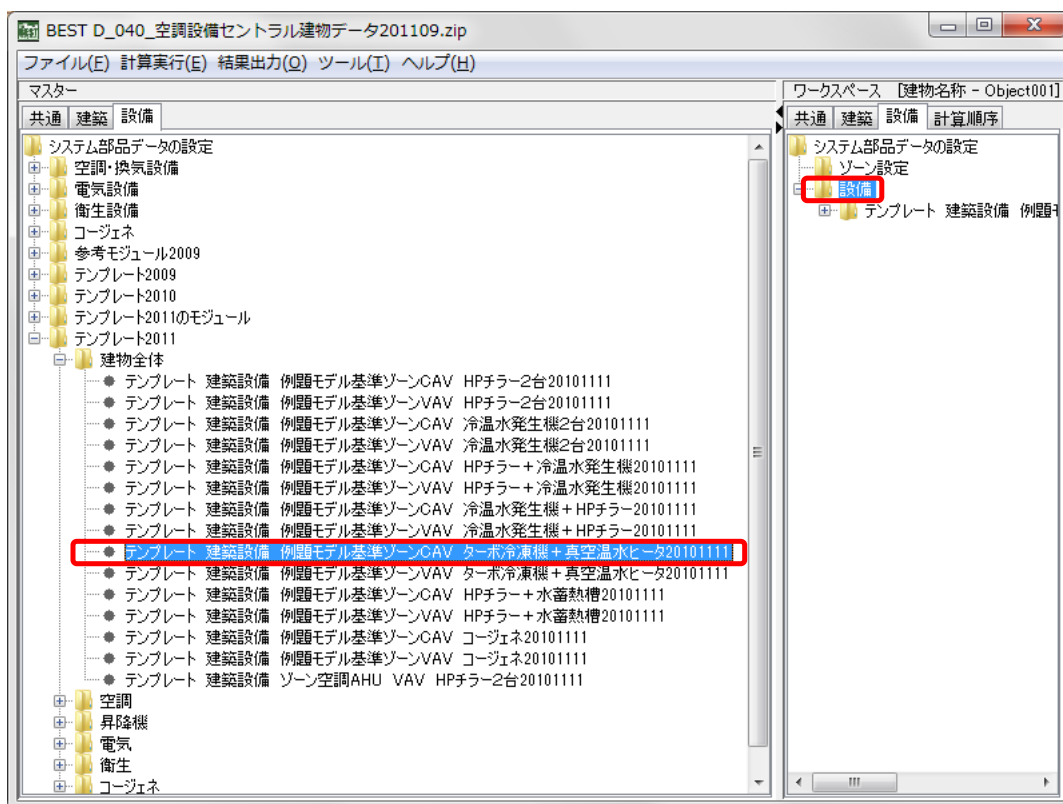 BEST D_040_空調設備セントラル建物データ201109.zip
ファイル(F) 計算実行(E) 結果出力(O) ツール(T) ヘルプ(H)
マスター
共通 建築 設備
システム部品データの設定
空調・換気設備
電気設備
衛生設備
コージェネ
参考モジュール2009
テンプレート2009
テンプレート2010
テンプレート2011のモジュール
テンプレート2011
建物全体
テンプレート 建築設備 例題モデル基準ゾーンCAV HPチラー2台20101111
テンプレート 建築設備 例題モデル基準ゾーンVAV HPチラー2台20101111
テンプレート 建築設備 例題モデル基準ゾーンCAV 冷温水発生機2台20101111
テンプレート 建築設備 例題モデル基準ゾーンVAV 冷温水発生機2台20101111
テンプレート 建築設備 例題モデル基準ゾーンCAV HPチラー+冷温水発生機20101111
テンプレート 建築設備 例題モデル基準ゾーンVAV HPチラー+冷温水発生機20101111
テンプレート 建築設備 例題モデル基準ゾーンCAV 冷温水発生機+HPチラー20101111
テンプレート 建築設備 例題モデル基準ゾーンVAV 冷温水発生機+HPチラー20101111
テンプレート 建築設備 例題モデル基準ゾーンCAV ターボ冷凍機+真空温水ヒータ20101111
テンプレート 建築設備 例題モデル基準ゾーンVAV ターボ冷凍機+真空温水ヒータ20101111
テンプレート 建築設備 例題モデル基準ゾーンCAV HPチラー+水蓄熱槽20101111
テンプレート 建築設備 例題モデル基準ゾーンVAV HPチラー+水蓄熱槽20101111
テンプレート 建築設備 例題モデル基準ゾーンCAV コージェネ20101111
テンプレート 建築設備 例題モデル基準ゾーンVAV コージェネ20101111
テンプレート 建築設備 ゾーン空調AHU VAV HPチラー2台20101111
空調
昇降機
電気
衛生
コージェネ
ワークスペース [建物名称 - Object001]
共通 建築 設備 計算順序
システム部品データの設定
ゾーン設定
設備
テンプレート 建築設備 例題